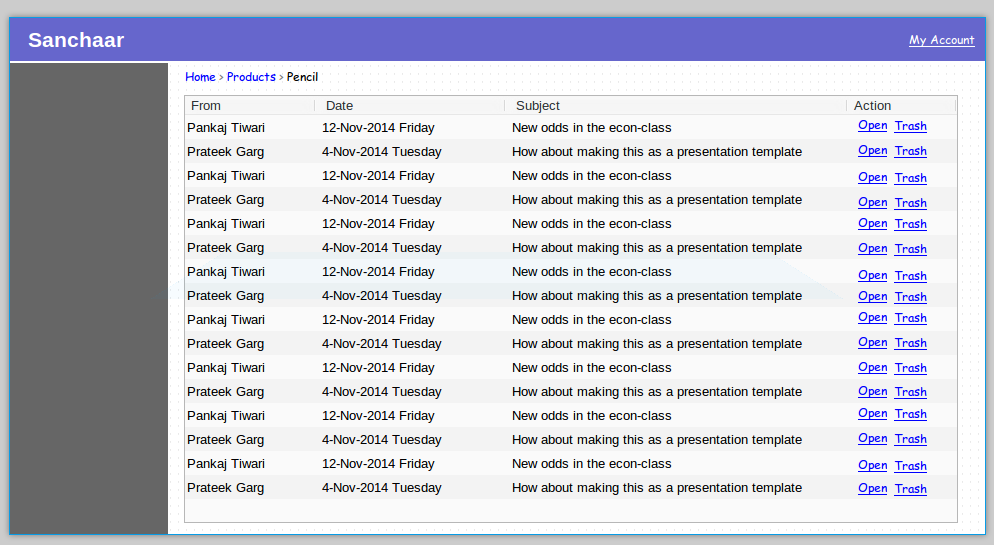 Sanchaar My Account
Home > Products > Pencil
From Date Subject Action
Pankaj Tiwari 12-Nov-2014 Friday New odds in the econ-class Open Trash
Prateek Garg 4-Nov-2014 Tuesday How about making this as a presentation template Open Trash
Pankaj Tiwari 12-Nov-2014 Friday New odds in the econ-class Open Trash
Prateek Garg 4-Nov-2014 Tuesday How about making this as a presentation template Open Trash
Pankaj Tiwari 12-Nov-2014 Friday New odds in the econ-class Open Trash
Prateek Garg 4-Nov-2014 Tuesday How about making this as a presentation template Open Trash
Pankaj Tiwari 12-Nov-2014 Friday New odds in the econ-class Open Trash
Prateek Garg 4-Nov-2014 Tuesday How about making this as a presentation template Open Trash
Pankaj Tiwari 12-Nov-2014 Friday New odds in the econ-class Open Trash
Prateek Garg 4-Nov-2014 Tuesday How about making this as a presentation template Open Trash
Pankaj Tiwari 12-Nov-2014 Friday New odds in the econ-class Open Trash
Prateek Garg 4-Nov-2014 Tuesday How about making this as a presentation template Open Trash
Pankaj Tiwari 12-Nov-2014 Friday New odds in the econ-class Open Trash
Prateek Garg 4-Nov-2014 Tuesday How about making this as a presentation template Open Trash
Pankaj Tiwari 12-Nov-2014 Friday New odds in the econ-class Open Trash
Prateek Garg 4-Nov-2014 Tuesday How about making this as a presentation template Open Trash